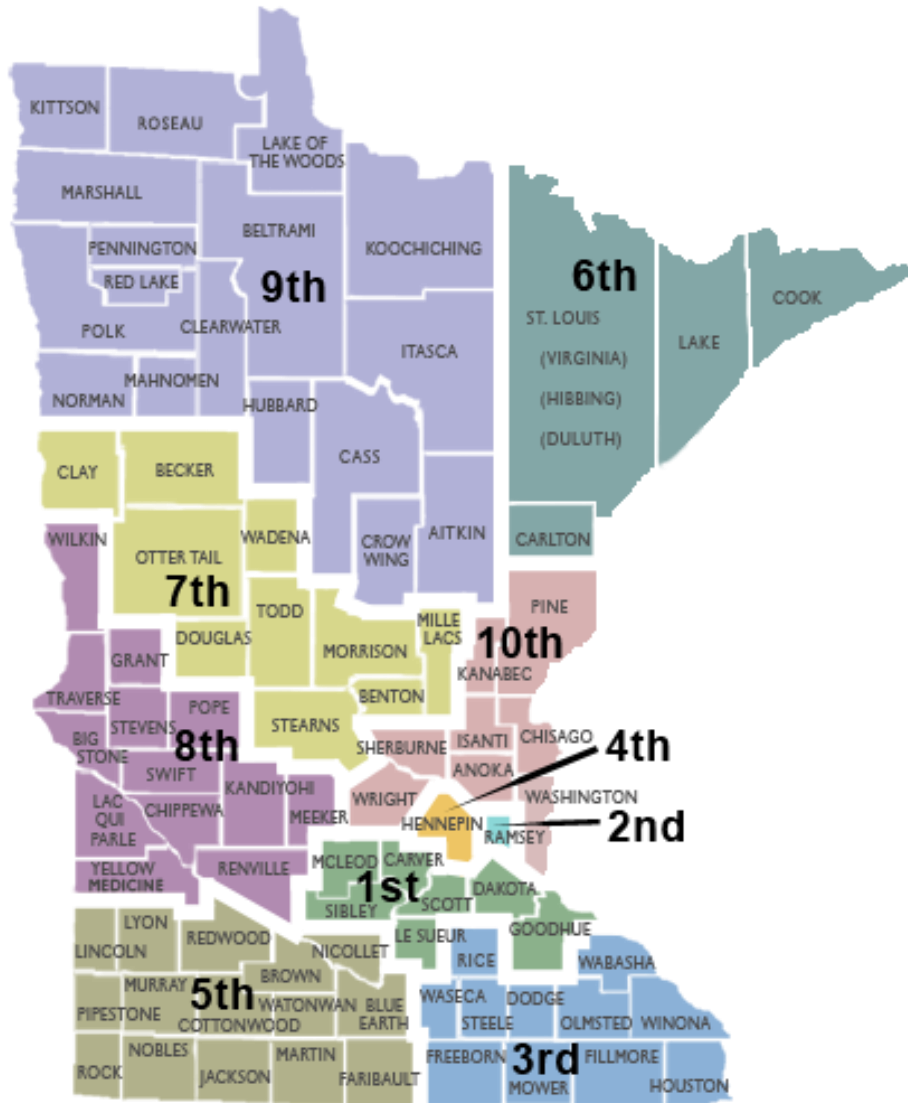 KITTSON
ROSEAU
LAKE OF
THE WOODS
MARSHALL
BELTRAMI
KOOCHICHING
PENNINGTON
RED LAKE
9th
6th
COOK
POLK
CLEARWATER
ST. LOUIS
LAKE
ITASCA
(VIRGINIA)
MAHNOMEN
NORMAN
HUBBARD
(HIBBING)
(DULUTH)
CASS
CLAY
BECKER
WILKIN
WADENA
AITKIN
CROW
WING
CARLTON
OTTER TAIL
7th
TODD
PINE
MILLE
LACS
DOUGLAS
10th
MORRISON
GRANT
KANABEC
TRAVERSE
BENTON
POPE
STEVENS
STEARNS
8th
BIG
STONE
SHERBURNE
ISANTI
CHISAGO
4th
SWIFT
ANOKA
KANDIYOHI
WRIGHT
WASHINGTON
LAC
QUI
PARLE
CHIPPEWA
MEEKER
HENNEPIN
RAMSEY
2nd
RENVILLE
MCLEOD
CARVER
YELLOW
MEDICINE
1st
DAKOTA
SCOTT
SIBLEY
LYON
GOODHUE
REDWOOD
LE SUEUR
LINCOLN
NICOLLET
RICE
WABASHA
BROWN
MURRAY
5th
WATONWAN
BLUE
EARTH
WASECA
DODGE
PIPESTONE
COTTONWOOD
STEELE
OLMSTED
WINONA
NOBLES
MARTIN
FREEBORN
3rd
FILLMORE
ROCK
JACKSON
FARIBAULT
MOWER
HOUSTON